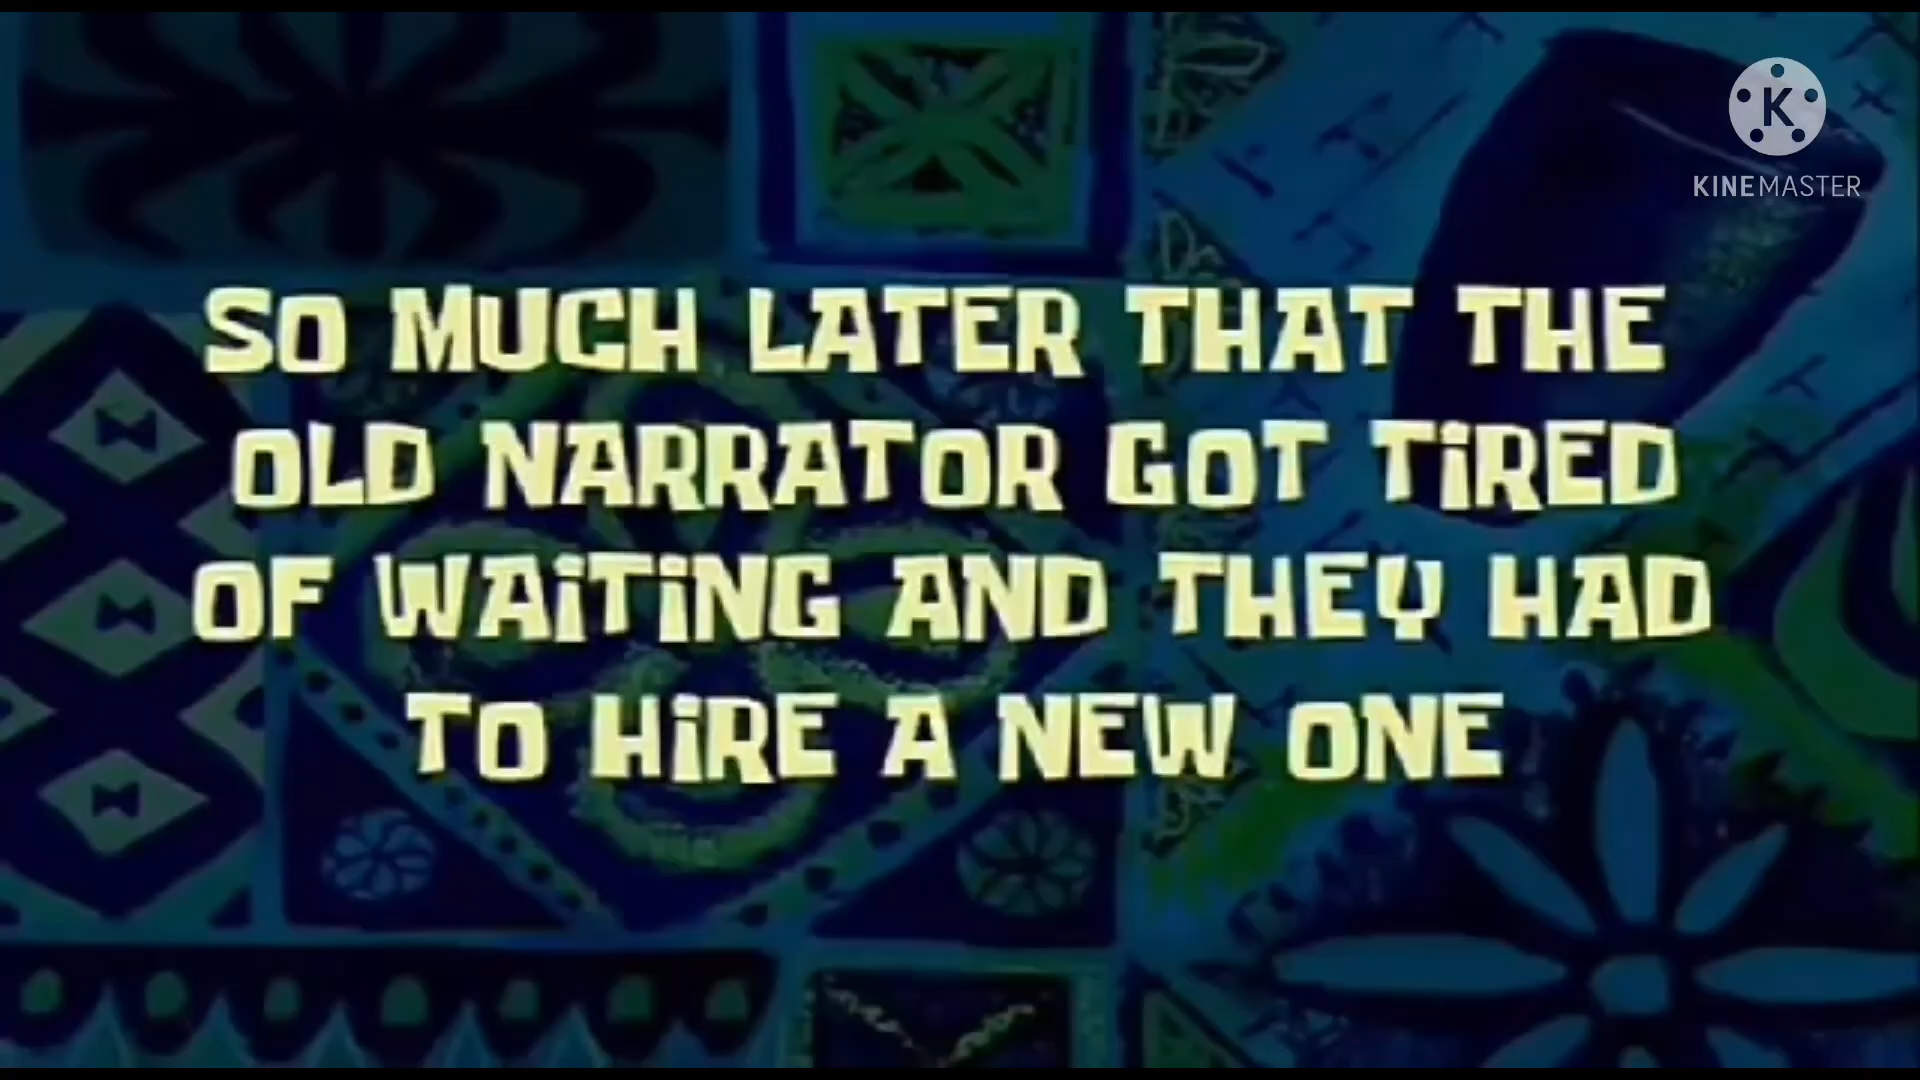 K
KINEMASTER
SO MUCH LATER THAT THE
OLD NARRATOR GOT TiRED
OF WAiTiNG AND THEY HAD
TO HiRE A NEW ONE